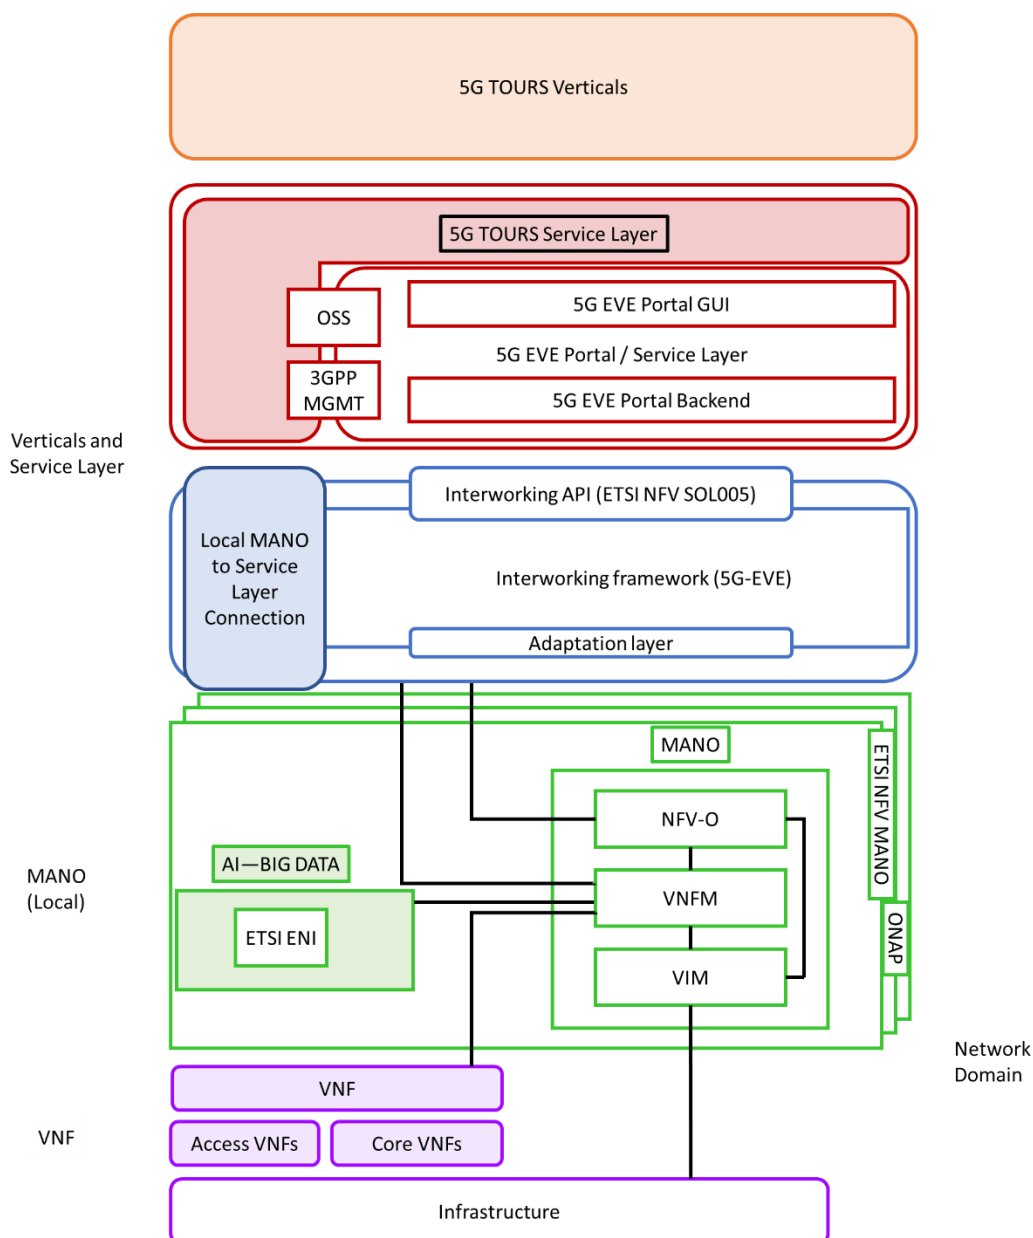 5G TOURS Verticals
5G TOURS Service Layer
OSS
5G EVE Portal GUI
5G EVE Portal / Service Layer
3GPP
MGMT
5G EVE Portal Backend
Verticals and
Service Layer
Interworking API (ETSI NFV SOL005)
Local MANO
to Service
Layer
Connection
Interworking framework (5G-EVE)
Adaptation layer
MANO
ETSI NFV MANO
NFV-O
AI—BIG DATA
MANO
(Local)
VNFM
ONAP
ETSI ENI
VIM
Network
Domain
VNF
VNF
Access VNFs
Core VNFs
Infrastructure